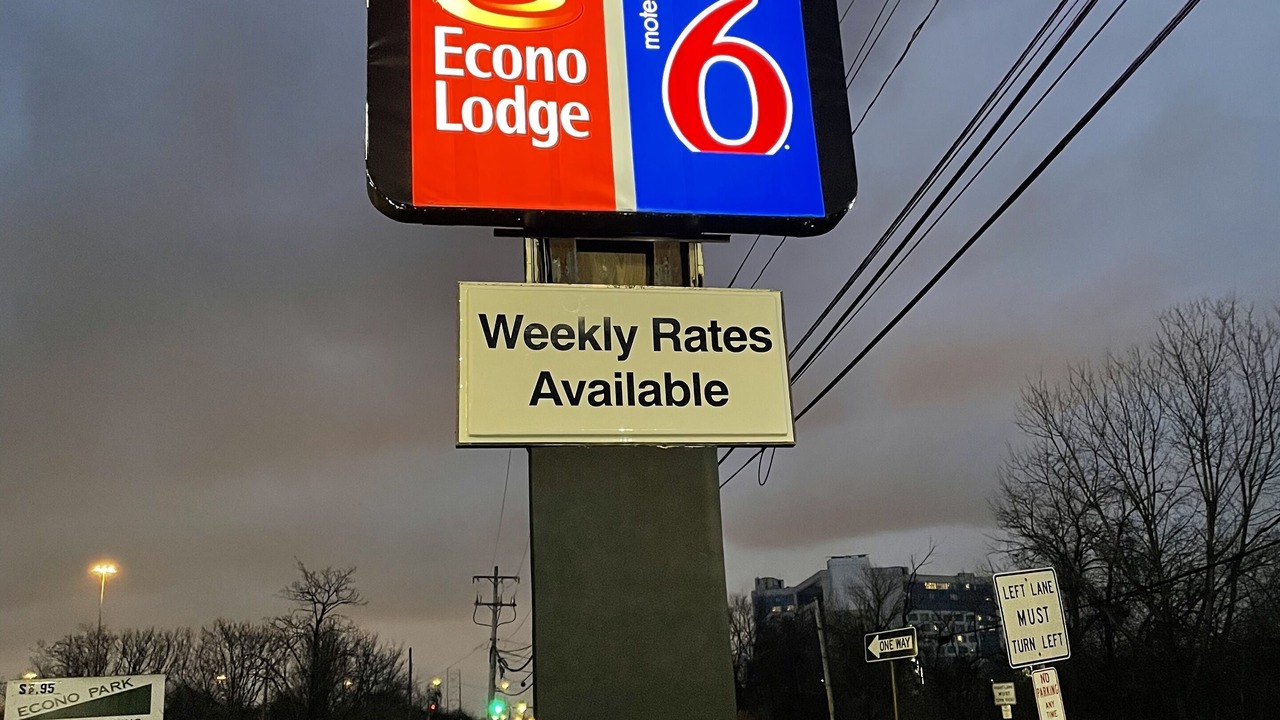 Econo
Lodge
motel
6
Weekly Rates
Available
LEFT LANE
MUST
TURN LEFT
ONE WAY
NO
PARKING
ANY
TIME
ECONO PARK